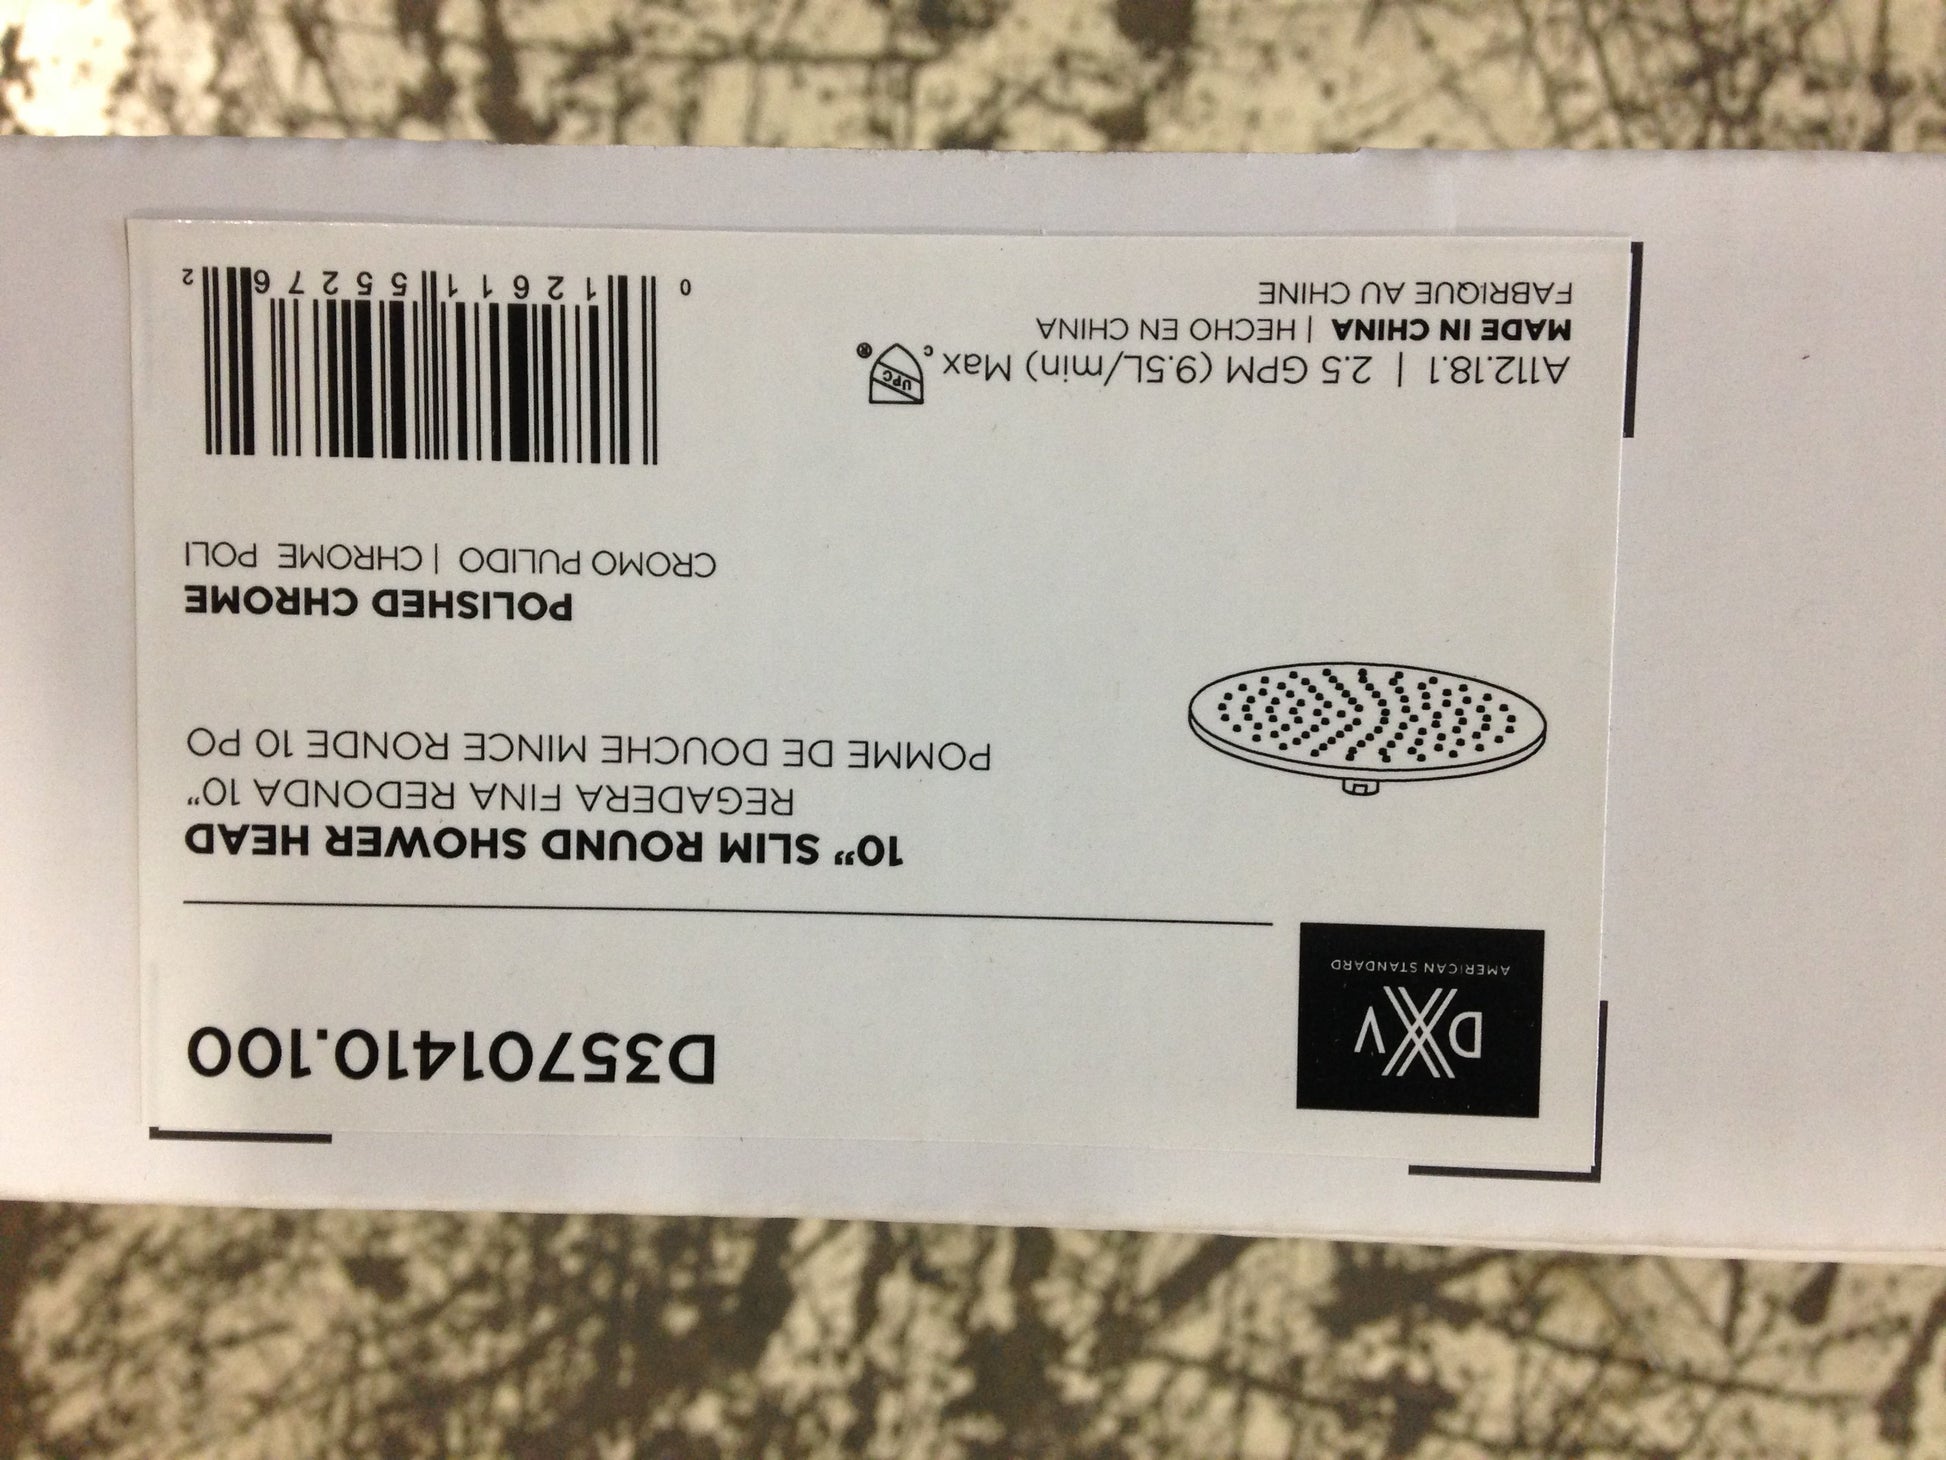 DXV
AMERICAN STANDARD
D35701410.100
10" SLIM ROUND SHOWER HEAD
REGADERA FINA REDONDA 10"
POMME DE DOUCHE MINCE RONDE 10 PO
POLISHED CHROME
CROMO PULIDO | CHROME POLI
A112.18.1 | 2.5 GPM (9.5L/min) Max
c UPC ®
MADE IN CHINA | HECHO EN CHINA
FABRIQUE AU CHINE
0 12611 55276 2